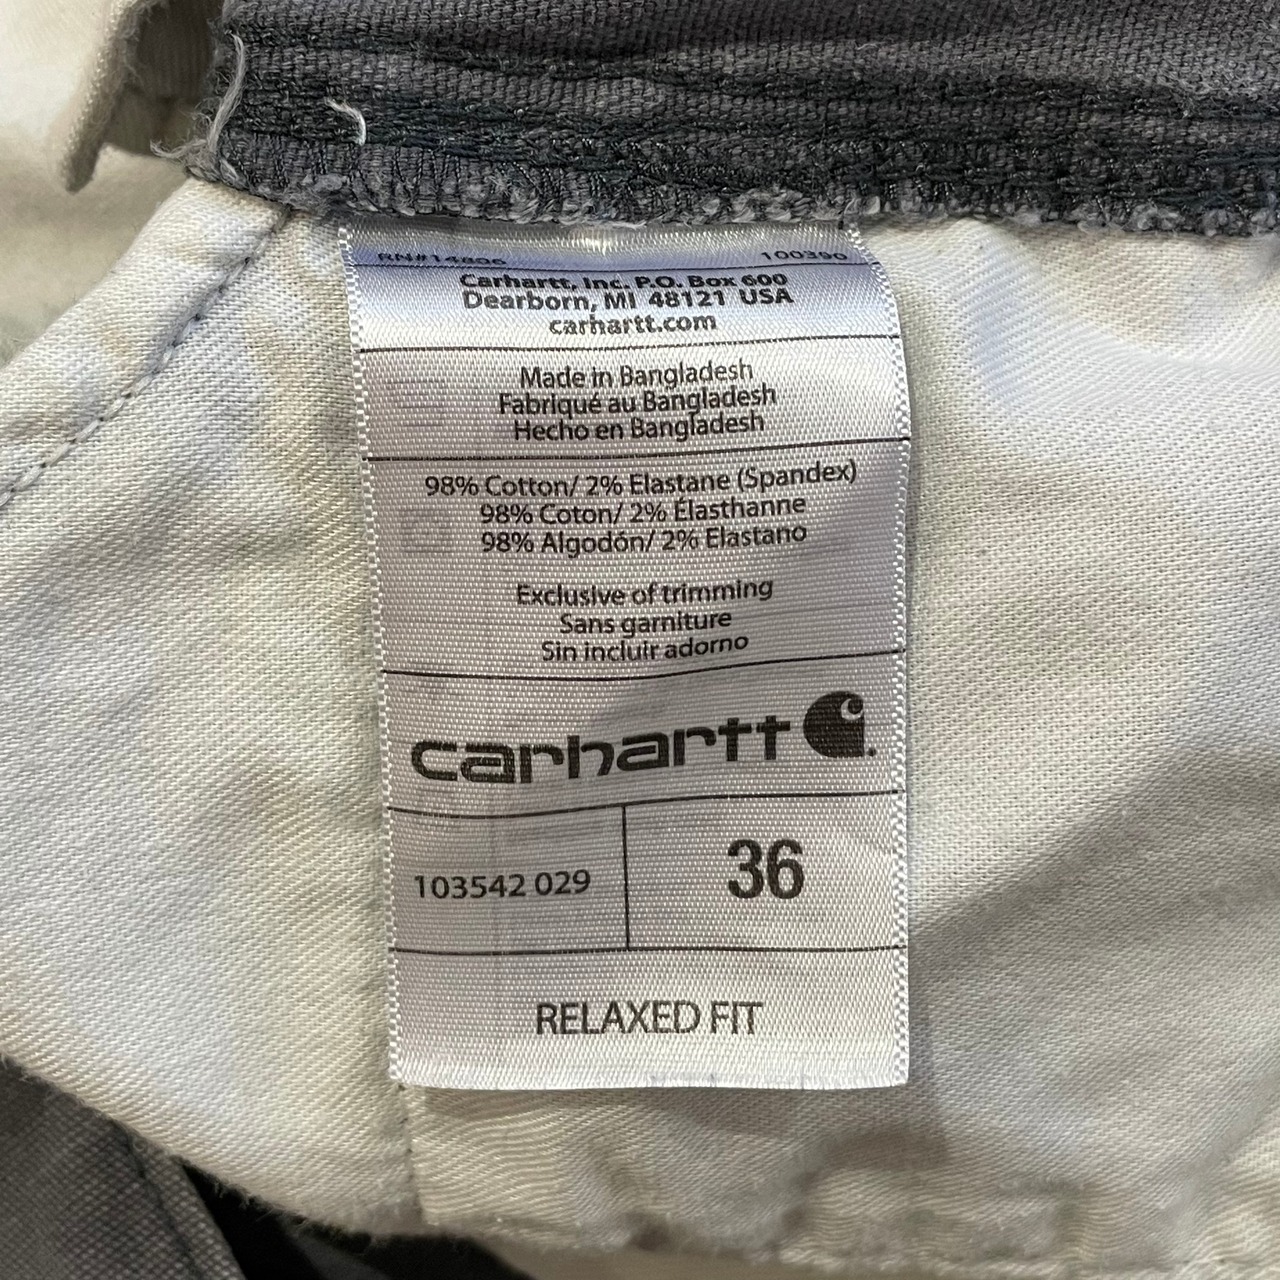 RN#14806 100390
Carhartt, Inc. P.O. Box 600
Dearborn, MI 48121 USA
carhartt.com
Made in Bangladesh
Fabriqué au Bangladesh
Hecho en Bangladesh
98% Cotton/ 2% Elastane (Spandex)
98% Coton/ 2% Élasthanne
98% Algodón/ 2% Elastano
Exclusive of trimming
Sans garniture
Sin incluir adorno
carhartt
103542 029 36
RELAXED FIT